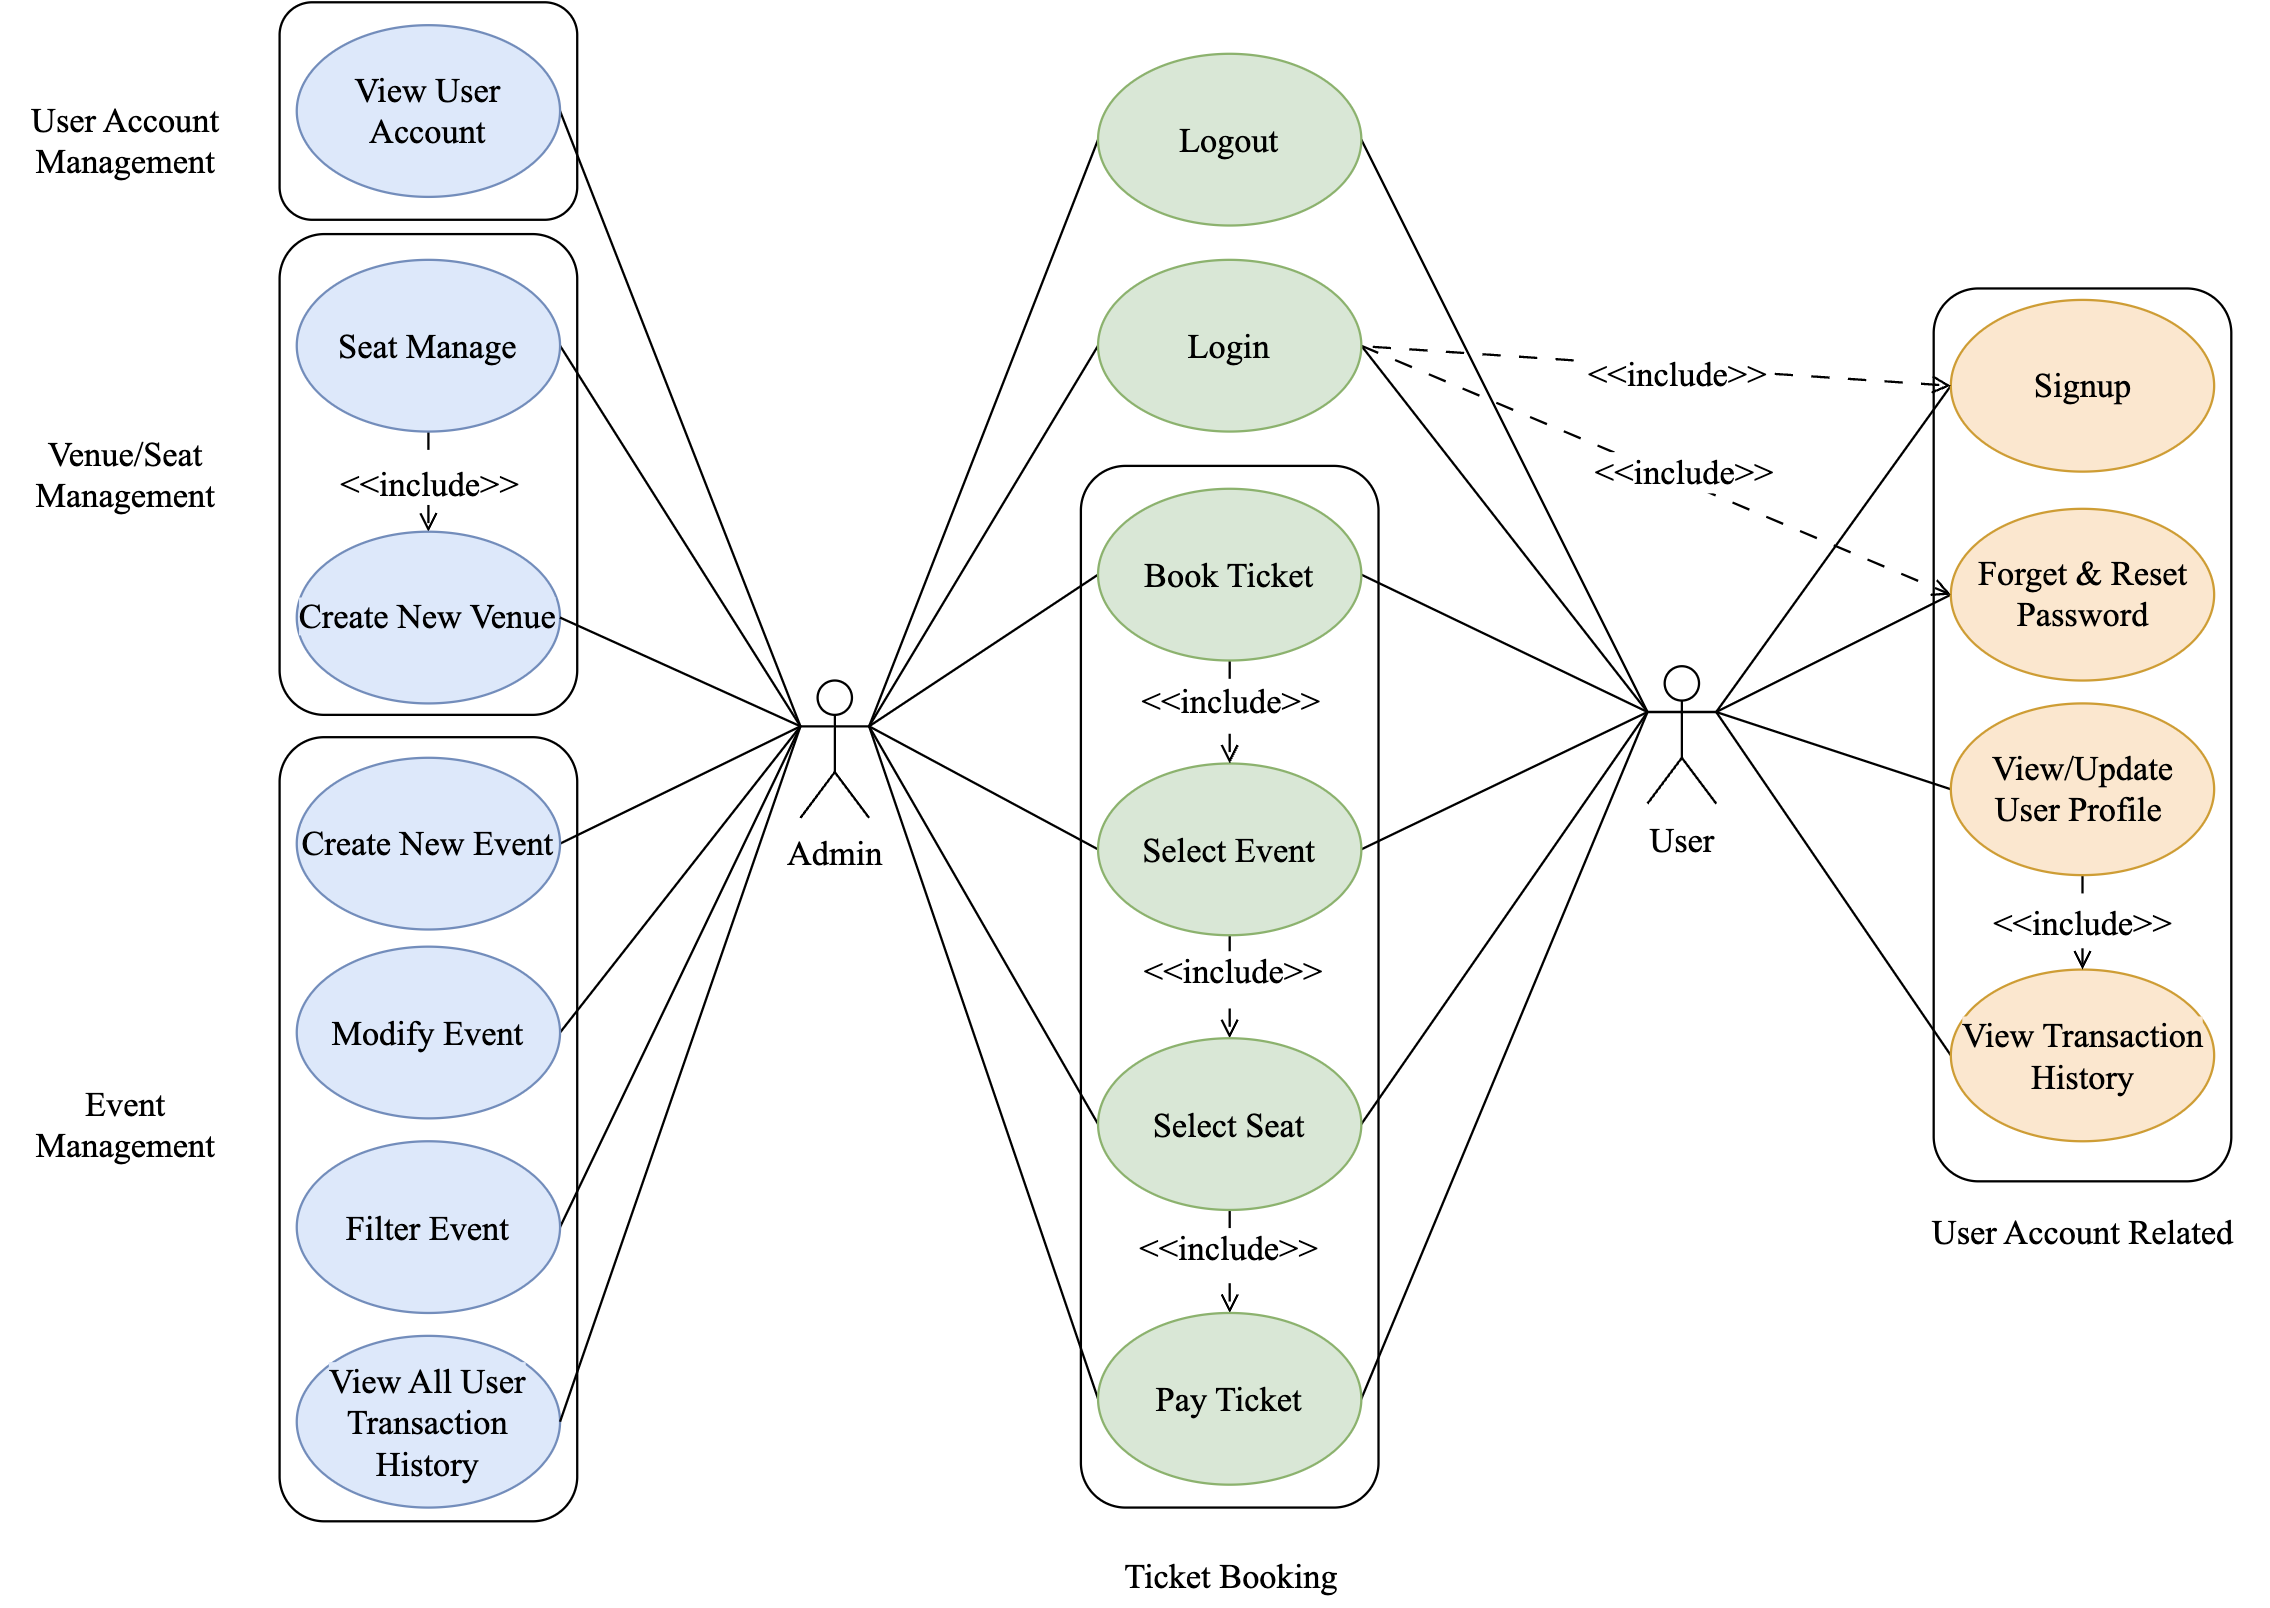 User Account
Management
View User
Account
Venue/Seat
Management
Seat Manage
<<include>>
Create New Venue
Event
Management
Create New Event
Modify Event
Filter Event
View All User
Transaction
History
Admin
Logout
Login
Book Ticket
<<include>>
Select Event
<<include>>
Select Seat
<<include>>
Pay Ticket
Ticket Booking
<<include>>
<<include>>
User
Signup
Forget & Reset
Password
View/Update
User Profile
<<include>>
View Transaction
History
User Account Related